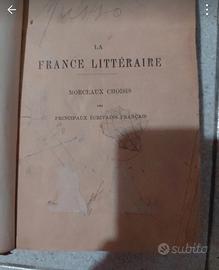 LA
FRANCE LITTÉRAIRE
MORCEAUX CHOISIS
DES
PRINCIPAUX ÉCRIVAINS FRANÇAIS
subito